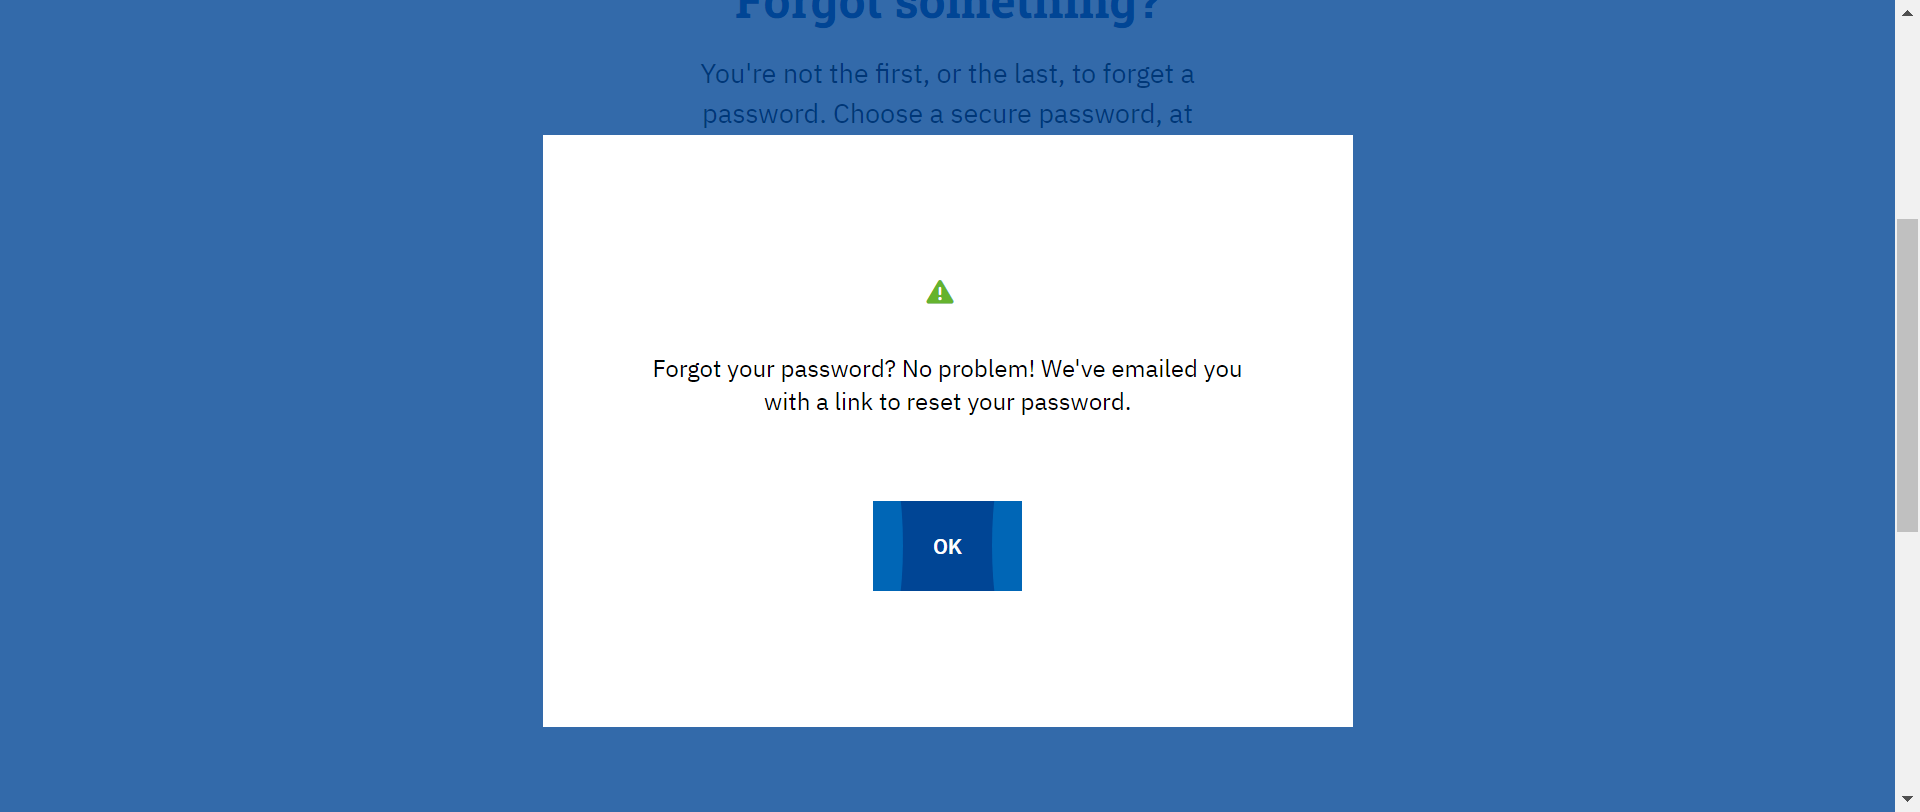 Forgot something?
You're not the first, or the last, to forget a
password. Choose a secure password, at
Forgot your password? No problem! We've emailed you
with a link to reset your password.
OK